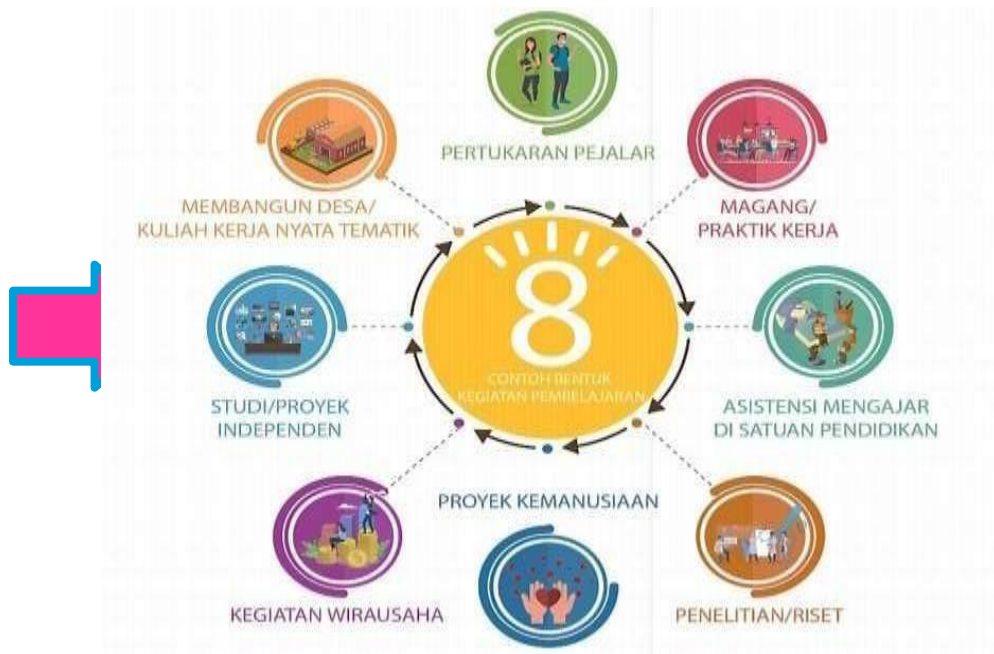 PERTUKARAN PEJALAR
MAGANG/
PRAKTIK KERJA
ASISTENSI MENGAJAR
DI SATUAN PENDIDIKAN
PENELITIAN/RISET
PROYEK KEMANUSIAAN
KEGIATAN WIRAUSAHA
STUDI/PROYEK
INDEPENDEN
MEMBANGUN DESA/
KULIAH KERJA NYATA TEMATIK
8
CONTOH BENTUK
KEGIATAN PEMBELAJARAN